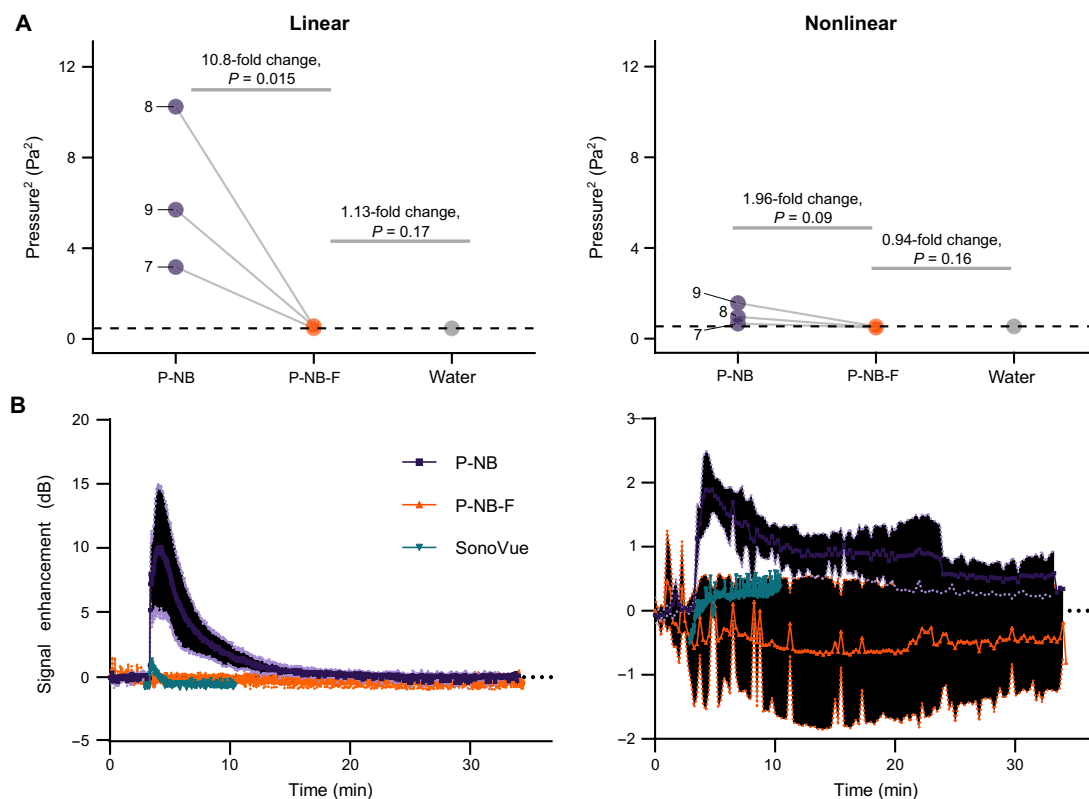 A
Linear
Nonlinear
Pressure² (Pa²)
12
8
4
0
10.8-fold change,
P = 0.015
1.13-fold change,
P = 0.17
8
9
7
P-NB
P-NB-F
Water
Pressure² (Pa²)
12
8
4
0
1.96-fold change,
P = 0.09
0.94-fold change,
P = 0.16
9
8
7
P-NB
P-NB-F
Water
B
Signal enhancement (dB)
20
15
10
5
0
−5
P-NB
P-NB-F
SonoVue
0
10
20
30
Time (min)
3
2
1
0
−1
−2
0
10
20
30
Time (min)